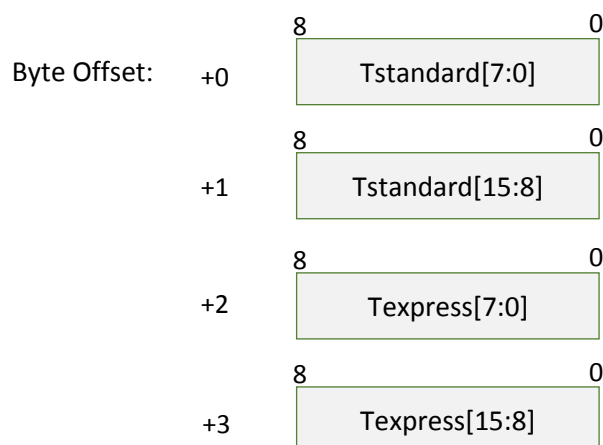 8 0
Byte Offset: +0 Tstandard[7:0]
8 0
+1 Tstandard[15:8]
8 0
+2 Texpress[7:0]
8 0
+3 Texpress[15:8]